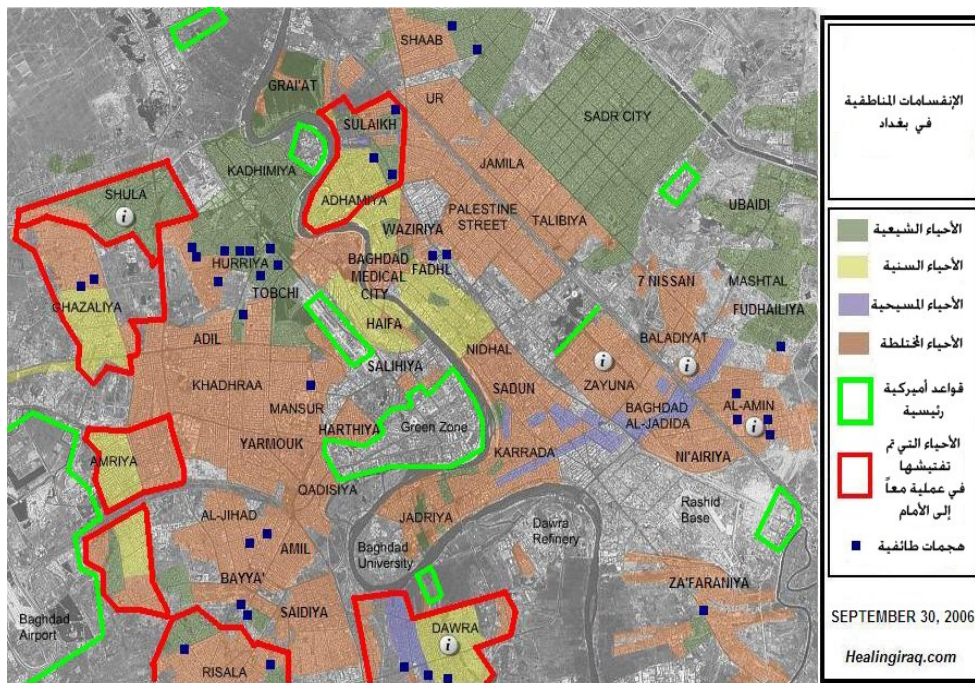 SHAAB
GRAI'AT
UR
SULAIKH
SADR CITY
KADHIMIYA
JAMILA
SHULA
ADHAMIYA
PALESTINE
STREET
TALIBIYA
UBAIDI
WAZIRIYA
HURRIYA
BAGHDAD
MEDICAL
CITY
FADHL
7 NISSAN
MASHTAL
TOBCHI
FUDHAILIYA
GHAZALIYA
HAIFA
ADIL
BALADIYAT
NIDHAL
SALIHIYA
ZAYUNA
KHADHRAA
SADUN
MANSUR
AL-AMIN
BAGHDAD
AL-JADIDA
HARTHIYA
Green Zone
YARMOUK
KARRADA
NI'AIRIYA
AMRIYA
QADISIYA
Rashid
Base
AL-JIHAD
JADRIYA
Dawra
Refinery
AMIL
Baghdad
University
BAYYA'
ZA'FARANIYA
SAIDIYA
Baghdad
Airport
DAWRA
RISALA
الإنقسامات المناطقية
في بغداد
الأحياء الشيعية
الأحياء السنية
الأحياء المسيحية
الأحياء المختلطة
قواعد أميركية
رئيسية
الأحياء التي تم
تفتيشها
في عملية معاً
إلى الأمام
هجمات طائفية
SEPTEMBER 30, 2006
Healingiraq.com